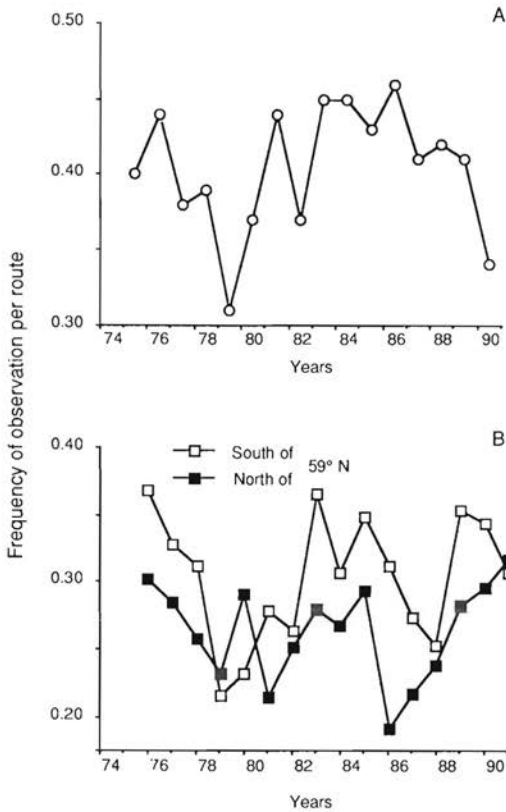 A
0.50
0.40
0.30
74 76 78 80 82 84 86 88 90
Years
Frequency of observation per route
B
South of
59° N
North of
0.40
0.30
0.20
74 76 78 80 82 84 86 88 90
Years